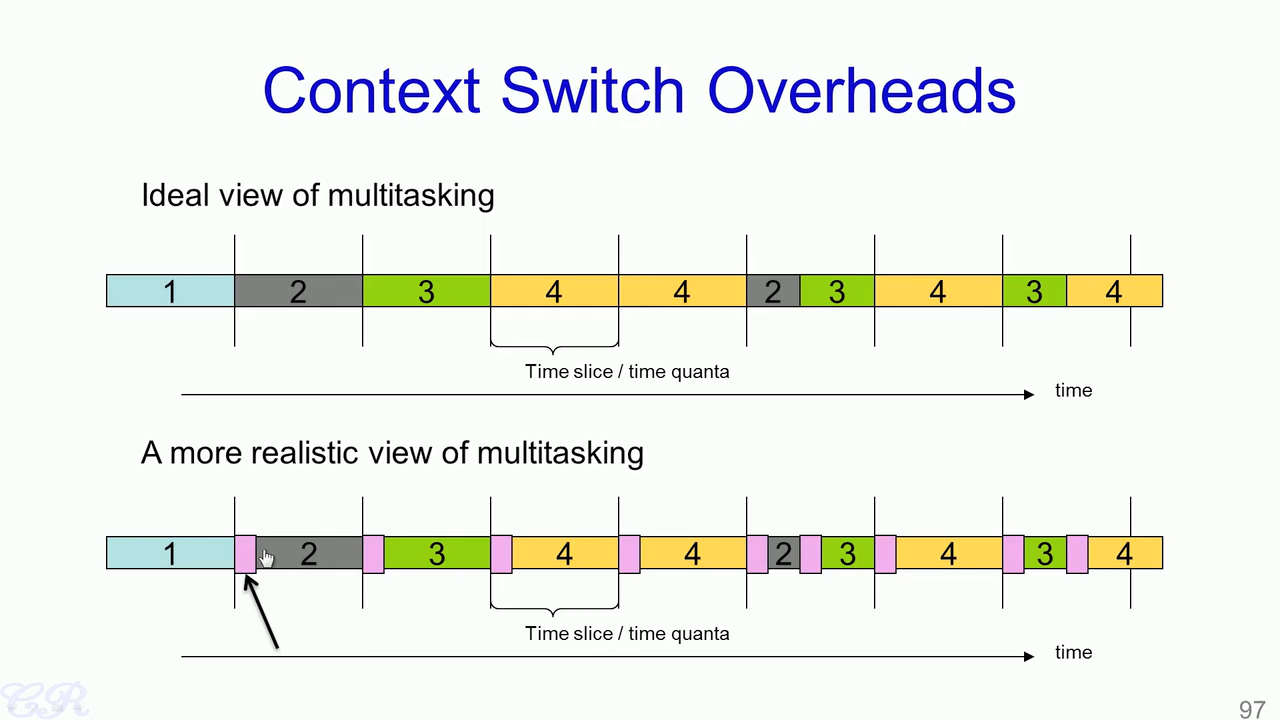 Context Switch Overheads
Ideal view of multitasking
1 2 3 4 4 2 3 4 3 4
Time slice / time quanta
time
A more realistic view of multitasking
1 2 3 4 4 2 3 4 3 4
Time slice / time quanta
time
CR
97